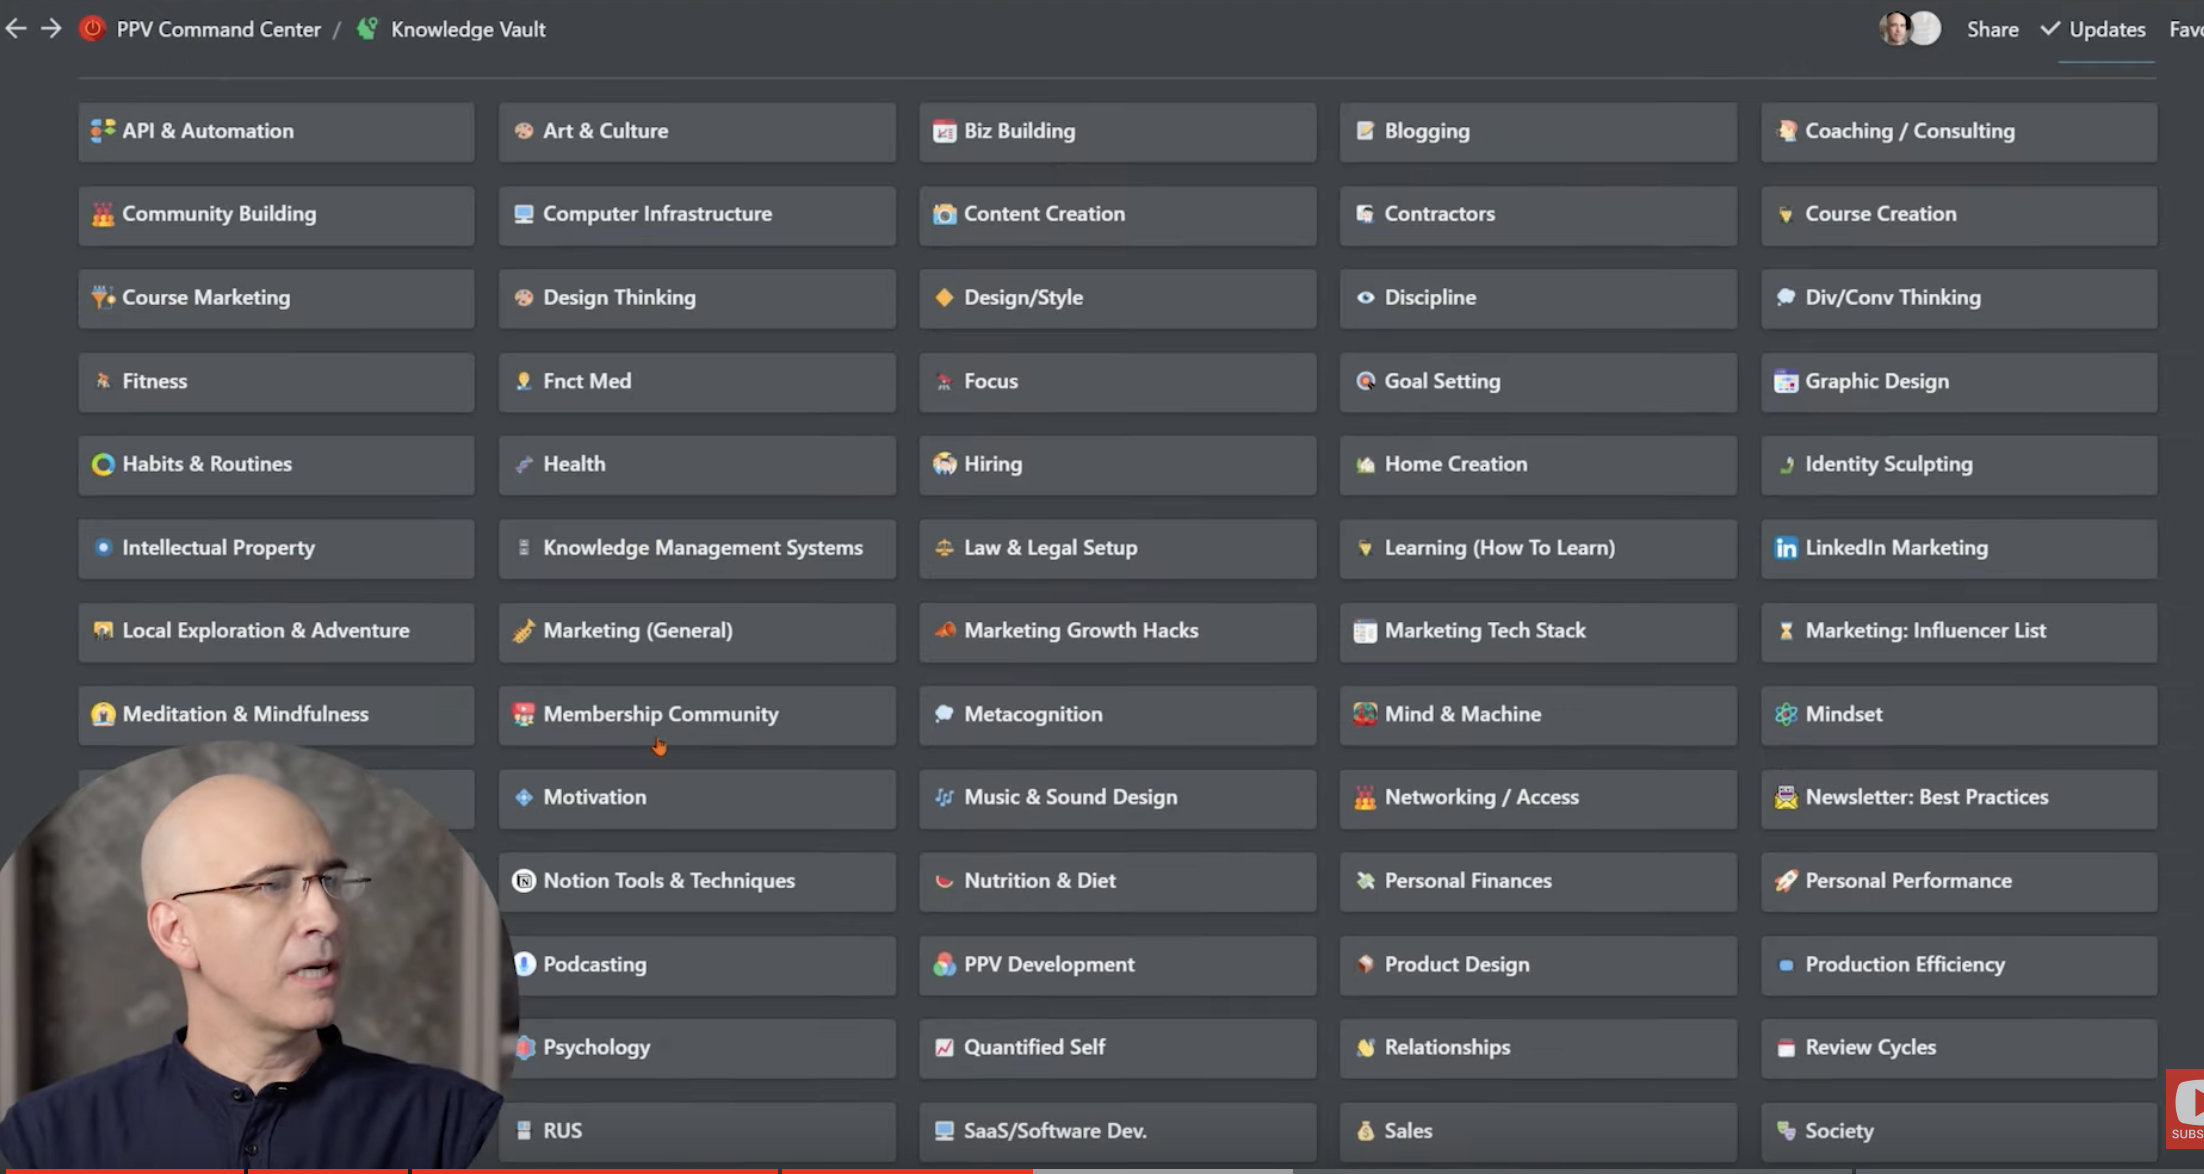 PPV Command Center / Knowledge Vault
Share
Updates
API & Automation
Art & Culture
Biz Building
Blogging
Coaching / Consulting
Community Building
Computer Infrastructure
Content Creation
Contractors
Course Creation
Course Marketing
Design Thinking
Design/Style
Discipline
Div/Conv Thinking
Fitness
Fnct Med
Focus
Goal Setting
Graphic Design
Habits & Routines
Health
Hiring
Home Creation
Identity Sculpting
Intellectual Property
Knowledge Management Systems
Law & Legal Setup
Learning (How To Learn)
LinkedIn Marketing
Local Exploration & Adventure
Marketing (General)
Marketing Growth Hacks
Marketing Tech Stack
Marketing: Influencer List
Meditation & Mindfulness
Membership Community
Metacognition
Mind & Machine
Mindset
Motivation
Music & Sound Design
Networking / Access
Newsletter: Best Practices
Notion Tools & Techniques
Nutrition & Diet
Personal Finances
Personal Performance
Podcasting
PPV Development
Product Design
Production Efficiency
Psychology
Quantified Self
Relationships
Review Cycles
RUS
SaaS/Software Dev.
Sales
Society